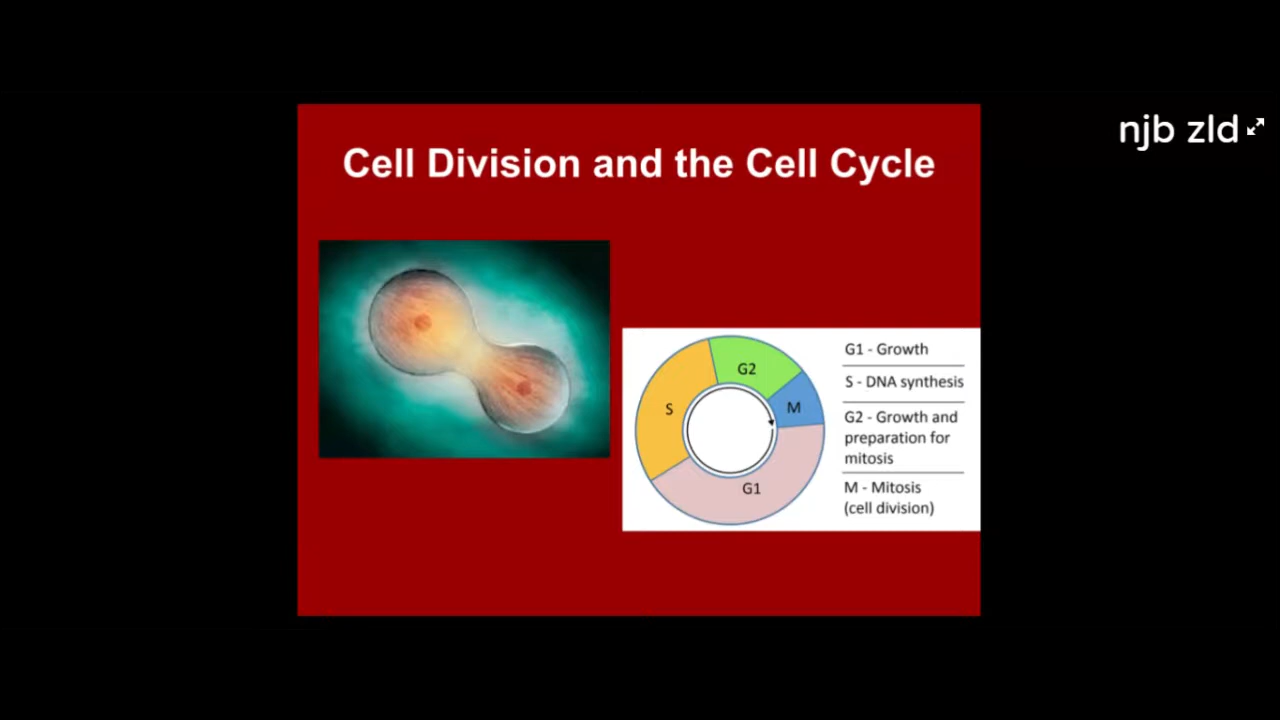 Cell Division and the Cell Cycle
njb zld
G2
S
M
G1
G1 - Growth
S - DNA synthesis
G2 - Growth and
preparation for
mitosis
M - Mitosis
(cell division)